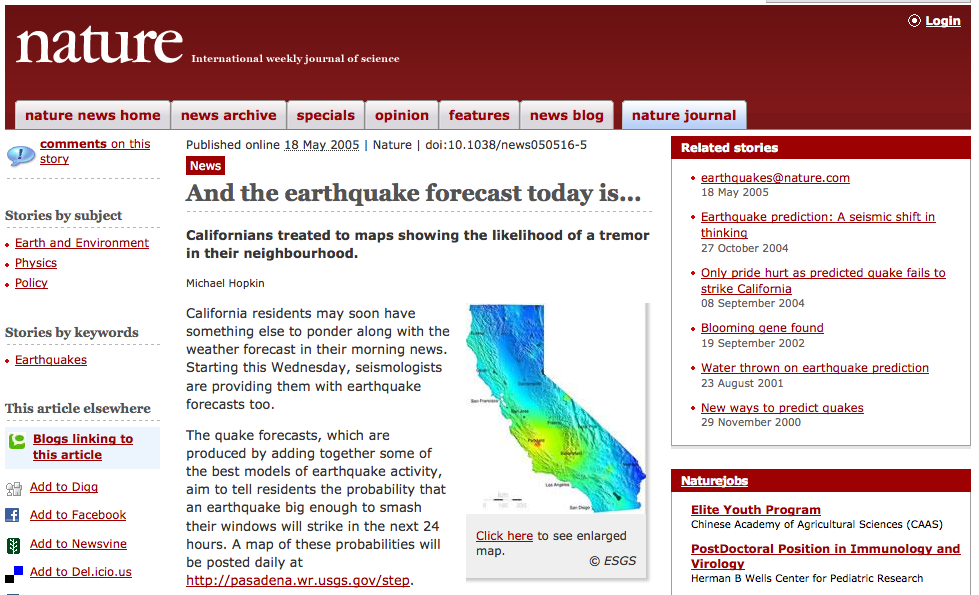 Login
nature International weekly journal of science
nature news home
news archive
specials
opinion
features
news blog
nature journal
comments on this
story
Stories by subject
Earth and Environment
Physics
Policy
Stories by keywords
Earthquakes
This article elsewhere
Blogs linking to
this article
Add to Digg
Add to Facebook
Add to Newsvine
Add to Del.icio.us
Published online 18 May 2005 | Nature | doi:10.1038/news050516-5
News
And the earthquake forecast today is...
Californians treated to maps showing the likelihood of a tremor
in their neighbourhood.
Michael Hopkin
California residents may soon have
something else to ponder along with the
weather forecast in their morning news.
Starting this Wednesday, seismologists
are providing them with earthquake
forecasts too.
The quake forecasts, which are
produced by adding together some of
the best models of earthquake activity,
aim to tell residents the probability that
an earthquake big enough to smash
their windows will strike in the next 24
hours. A map of these probabilities will
be posted daily at
http://pasadena.wr.usgs.gov/step.
San Francisco
San Jose
Los Angeles
San Diego
Click here to see enlarged
map.
© ESGS
Related stories
earthquakes@nature.com
18 May 2005
Earthquake prediction: A seismic shift in
thinking
27 October 2004
Only pride hurt as predicted quake fails to
strike California
08 September 2004
Blooming gene found
19 September 2002
Water thrown on earthquake prediction
23 August 2001
New ways to predict quakes
29 November 2000
Naturejobs
Elite Youth Program
Chinese Academy of Agricultural Sciences (CAAS)
PostDoctoral Position in Immunology and
Virology
Herman B Wells Center for Pediatric Research